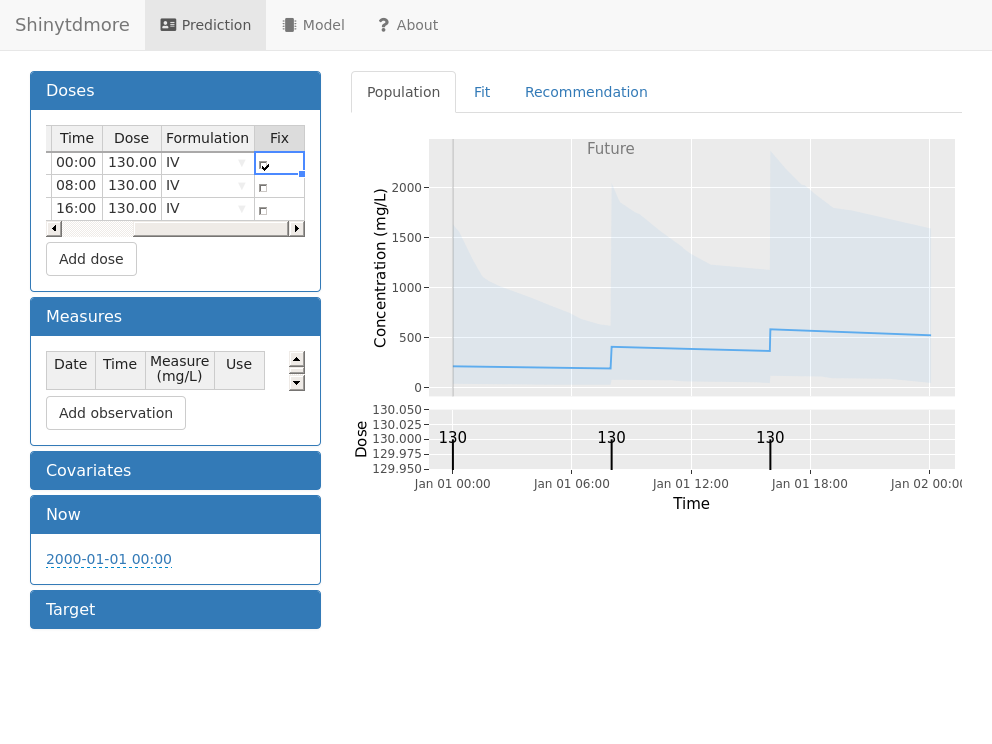 Shinytdmore Prediction Model ? About
Doses
Time Dose Formulation Fix
00:00 130.00 IV
08:00 130.00 IV
16:00 130.00 IV
Add dose
Measures
Date Time Measure (mg/L) Use
Add observation
Covariates
Now
2000-01-01 00:00
Target
Population Fit Recommendation
Future
Concentration (mg/L)
2000
1500
1000
500
0
Dose
130.050
130.025
130.000
129.975
129.950
130 130 130
Jan 01 00:00 Jan 01 06:00 Jan 01 12:00 Jan 01 18:00 Jan 02 00:00
Time